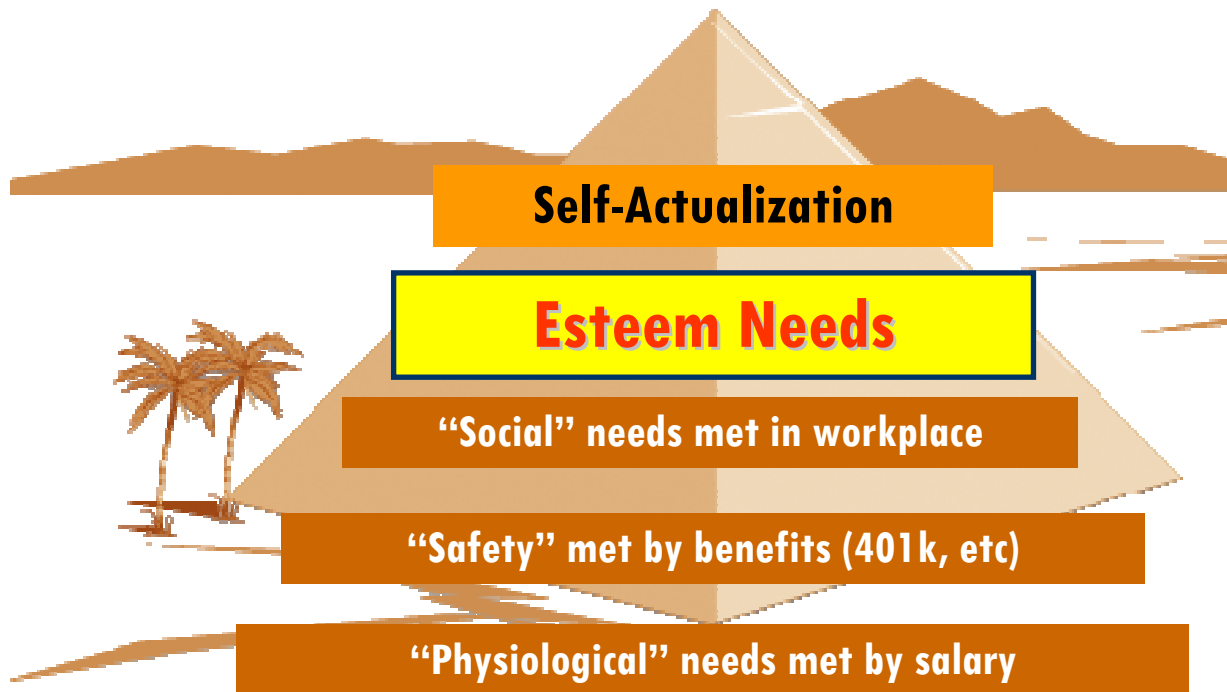 Self-Actualization
Esteem Needs
“Social” needs met in workplace
“Safety” met by benefits (401k, etc)
“Physiological” needs met by salary